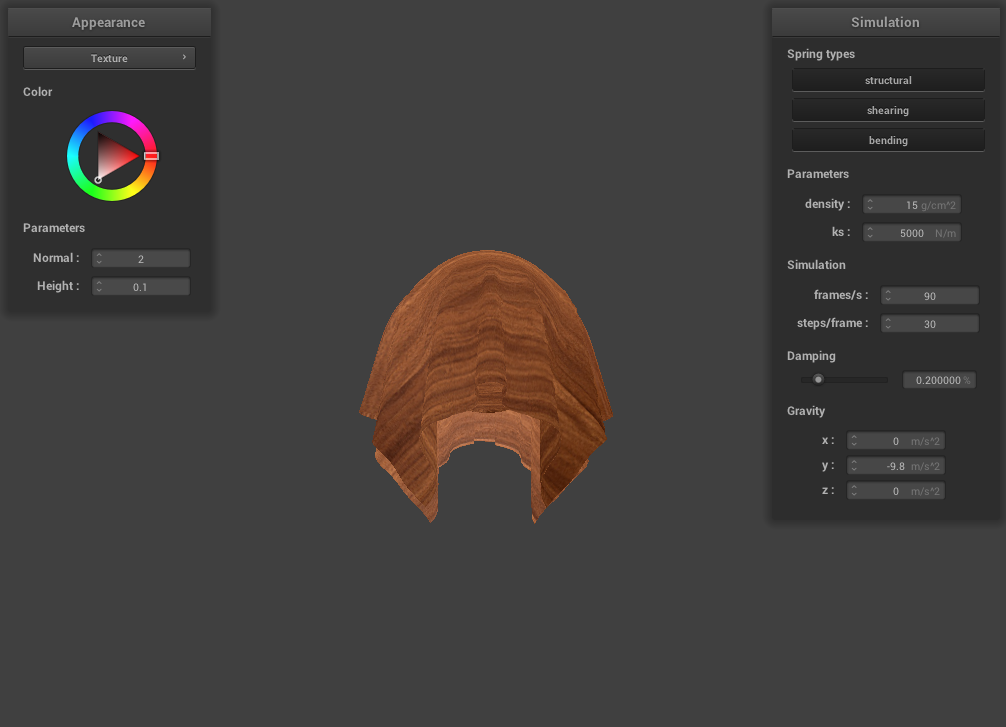 Appearance
Texture
Color
Parameters
Normal : 2
Height : 0.1
Simulation
Spring types
structural
shearing
bending
Parameters
density : 15 g/cm^2
ks : 5000 N/m
Simulation
frames/s : 90
steps/frame : 30
Damping
0.200000 %
Gravity
x : 0 m/s^2
y : -9.8 m/s^2
z : 0 m/s^2